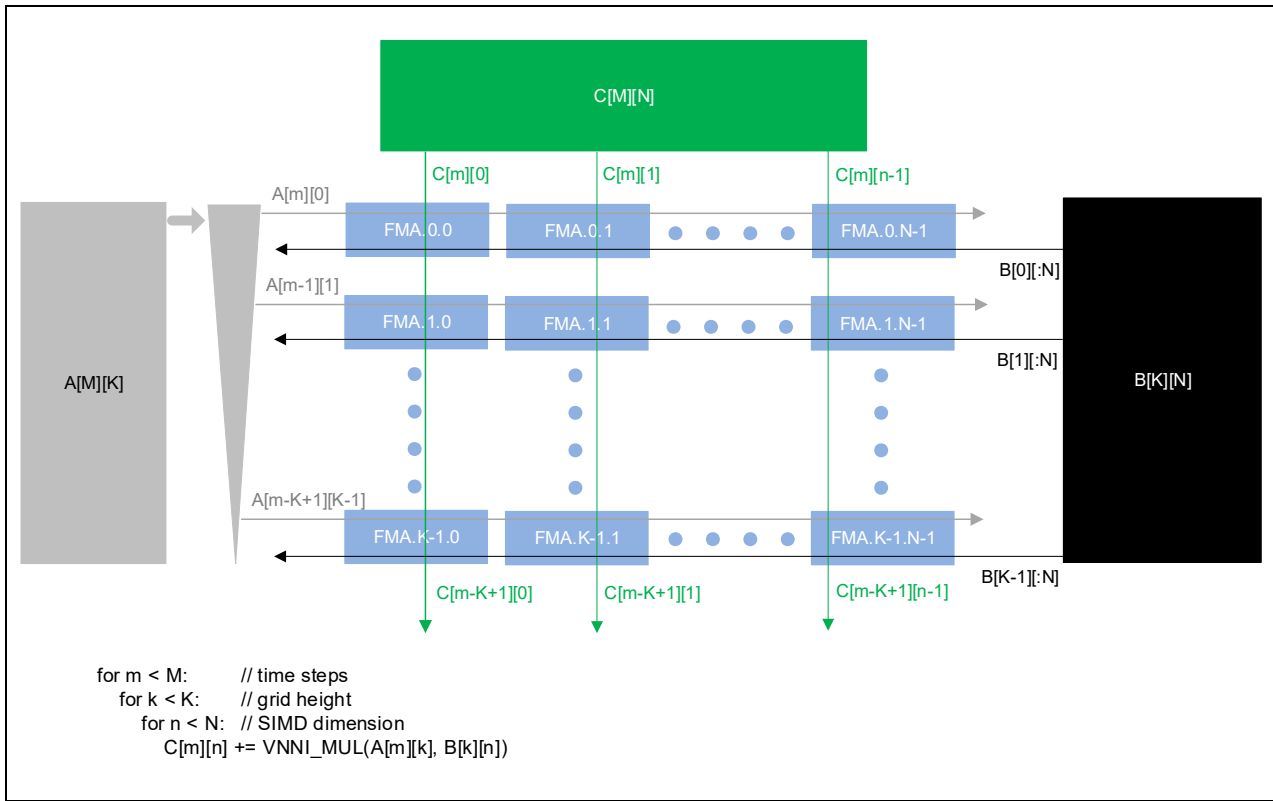 C[M][N]
C[m][0]
C[m][1]
C[m][n-1]
A[m][0]
FMA.0.0
FMA.0.1
FMA.0.N-1
B[0][:N]
A[m-1][1]
FMA.1.0
FMA.1.1
FMA.1.N-1
B[1][:N]
A[M][K]
B[K][N]
A[m-K+1][K-1]
FMA.K-1.0
FMA.K-1.1
FMA.K-1.N-1
B[K-1][:N]
C[m-K+1][0]
C[m-K+1][1]
C[m-K+1][n-1]
for m < M: // time steps
for k < K: // grid height
for n < N: // SIMD dimension
C[m][n] += VNNI_MUL(A[m][k], B[k][n])